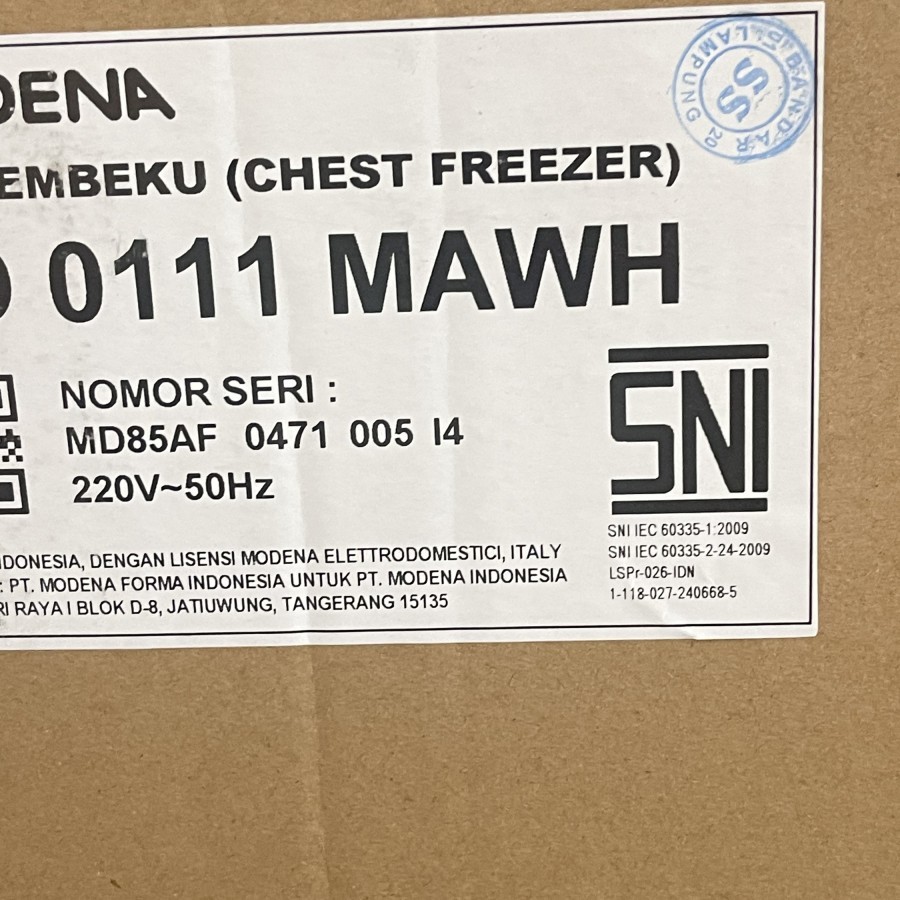 DENA
EMBEKU (CHEST FREEZER)
0111 MAWH
NOMOR SERI :
MD85AF 0471 005 I4
220V~50Hz
SNI
SNI IEC 60335-1:2009
SNI IEC 60335-2-24-2009
LSPr-026-IDN
1-118-027-240668-5
DONESIA, DENGAN LISENSI MODENA ELETTRODOMESTICI, ITALY
: PT. MODENA FORMA INDONESIA UNTUK PT. MODENA INDONESIA
RI RAYA I BLOK D-8, JATIUWUNG, TANGERANG 15135
SS
BANDAR
LAMPUNG